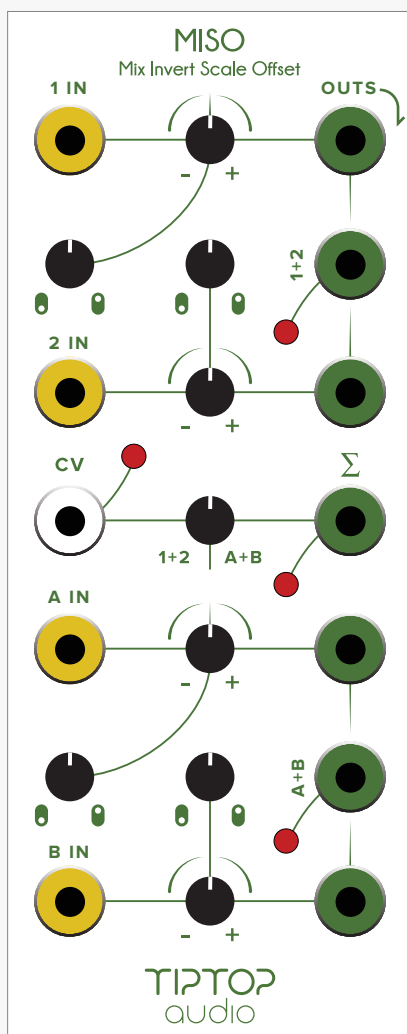 MISO
Mix Invert Scale Offset
1 IN
OUTS
- +
1+2
2 IN
- +
CV
Σ
1+2 A+B
A IN
- +
A+B
B IN
- +
TIPTOP
audio